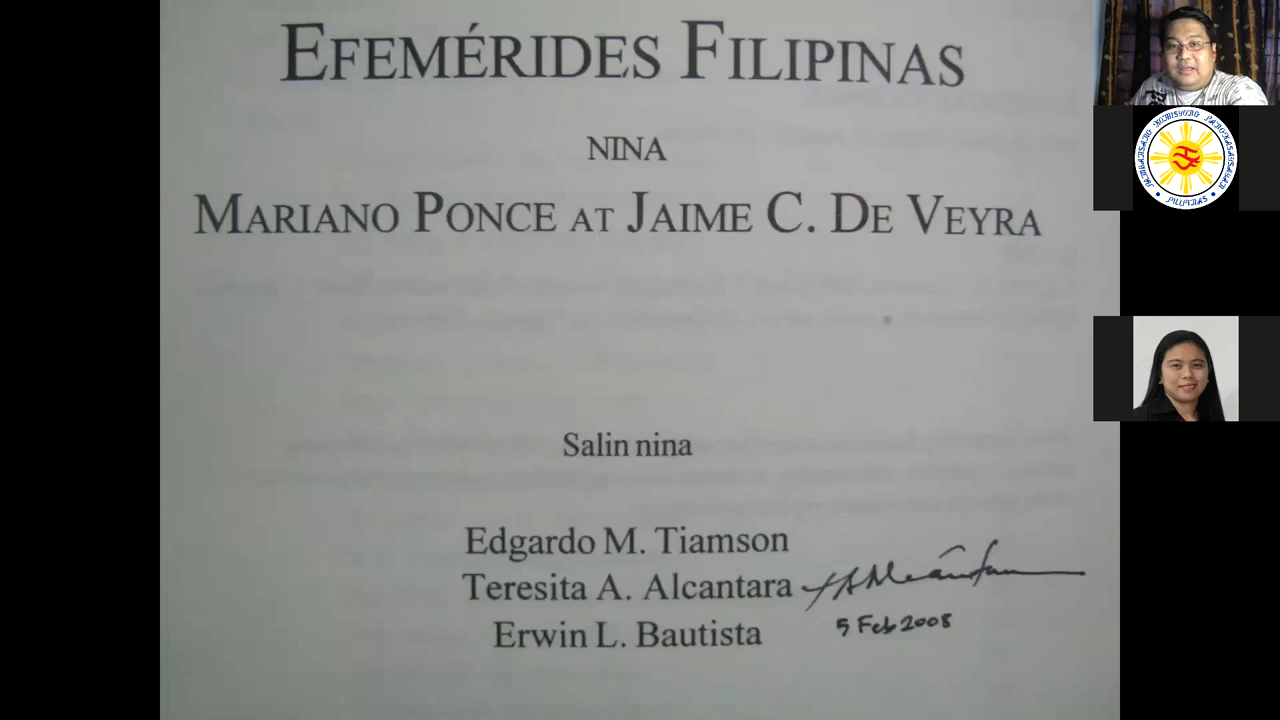 EFEMÉRIDES FILIPINAS
NINA
MARIANO PONCE AT JAIME C. DE VEYRA
Salin nina
Edgardo M. Tiamson
Teresita A. Alcantara
Erwin L. Bautista
5 Feb 2008
PILIPINAS